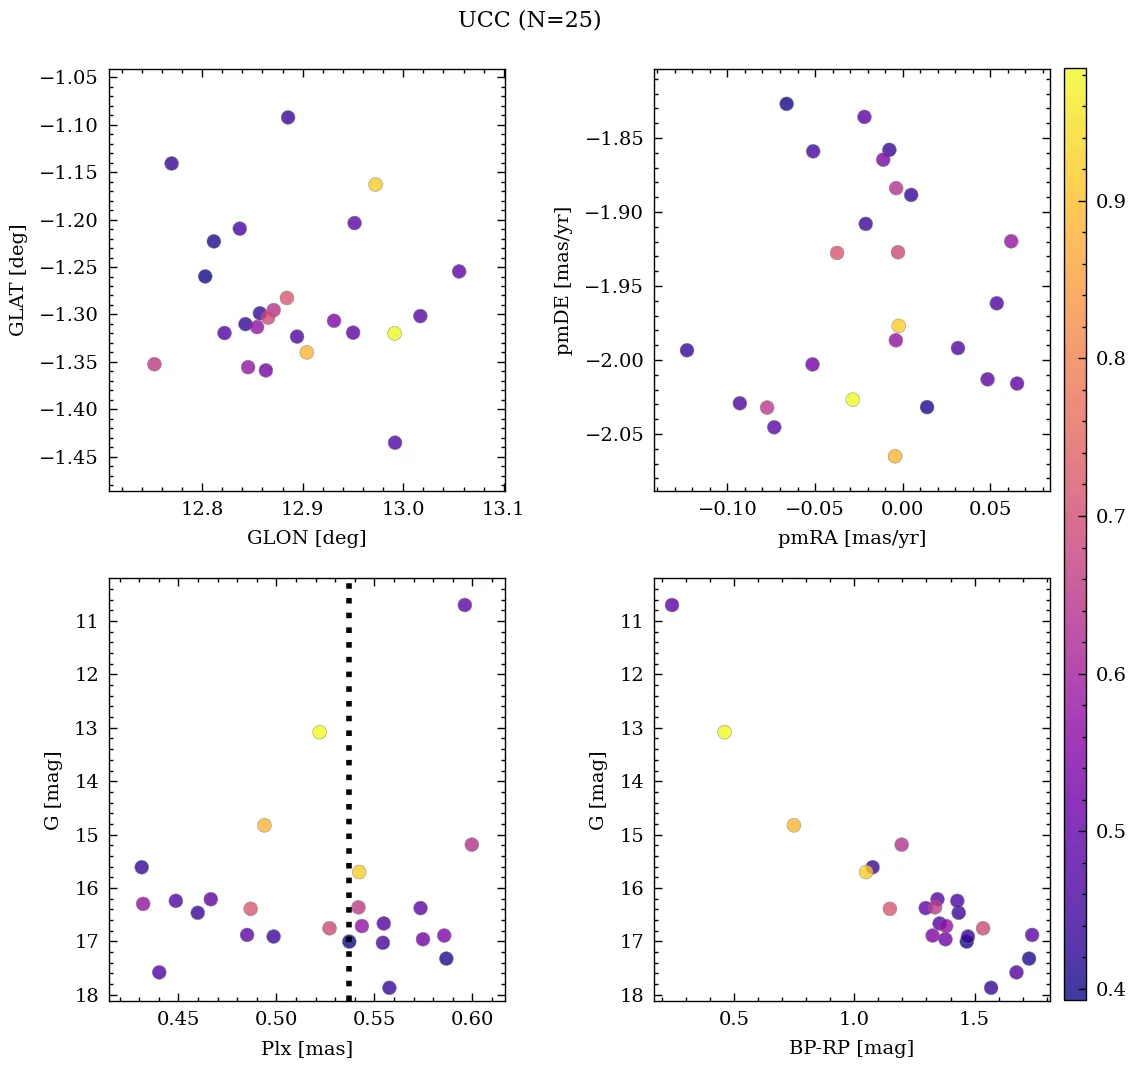 UCC (N=25)
−1.05
−1.10
−1.15
−1.20
−1.25
−1.30
−1.35
−1.40
−1.45
GLAT [deg]
12.8 12.9 13.0 13.1
GLON [deg]
−1.85
−1.90
−1.95
−2.00
−2.05
pmDE [mas/yr]
−0.10 −0.05 0.00 0.05
pmRA [mas/yr]
11
12
13
14
15
16
17
18
G [mag]
0.45 0.50 0.55 0.60
Plx [mas]
11
12
13
14
15
16
17
18
G [mag]
0.5 1.0 1.5
BP-RP [mag]
0.9
0.8
0.7
0.6
0.5
0.4